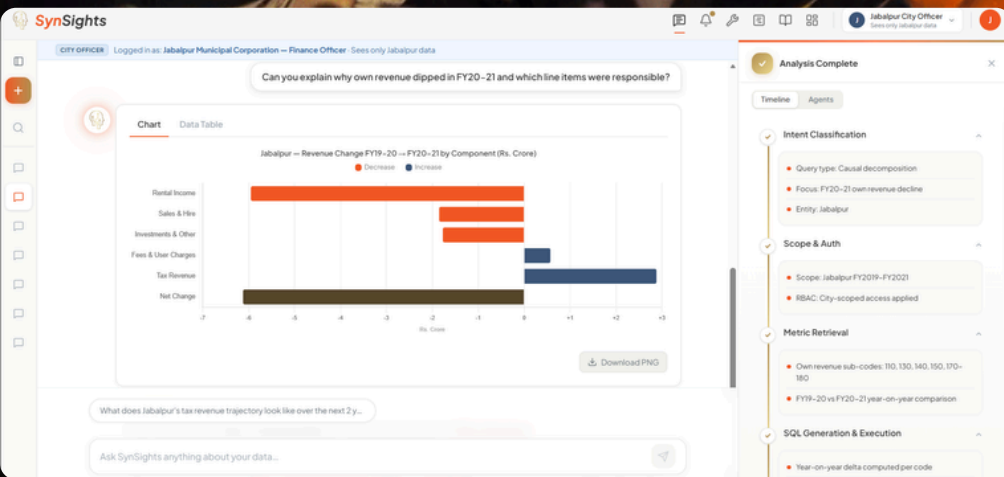 SynSights
J
Jabalpur City Officer
Sees only Jabalpur data
J
CITY OFFICER
Logged in as: Jabalpur Municipal Corporation — Finance Officer · Sees only Jabalpur data
Can you explain why own revenue dipped in FY20-21 and which line items were responsible?
Chart
Data Table
Jabalpur — Revenue Change FY19-20 → FY20-21 by Component (Rs. Crore)
Decrease
Increase
Rental Income
Sales & Hire
Investments & Other
Fees & User Charges
Tax Revenue
Net Change
-7 -6 -5 -4 -3 -2 -1 0 +1 +2 +3
Rs. Crore
Download PNG
What does Jabalpur's tax revenue trajectory look like over the next 2 y...
Ask SynSights anything about your data...
Analysis Complete
Timeline
Agents
Intent Classification
Query type: Causal decomposition
Focus: FY20-21 own revenue decline
Entity: Jabalpur
Scope & Auth
Scope: Jabalpur FY2019-FY2021
RBAC: City-scoped access applied
Metric Retrieval
Own revenue sub-codes: 110, 130, 140, 150, 170-
180
FY19-20 vs FY20-21 year-on-year comparison
SQL Generation & Execution
Year-on-year delta computed per code